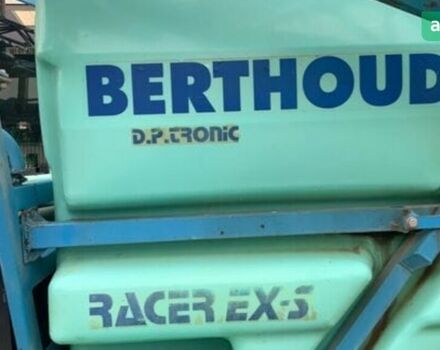 BERTHOUD
D.P.TRONIC
RACER EX-S